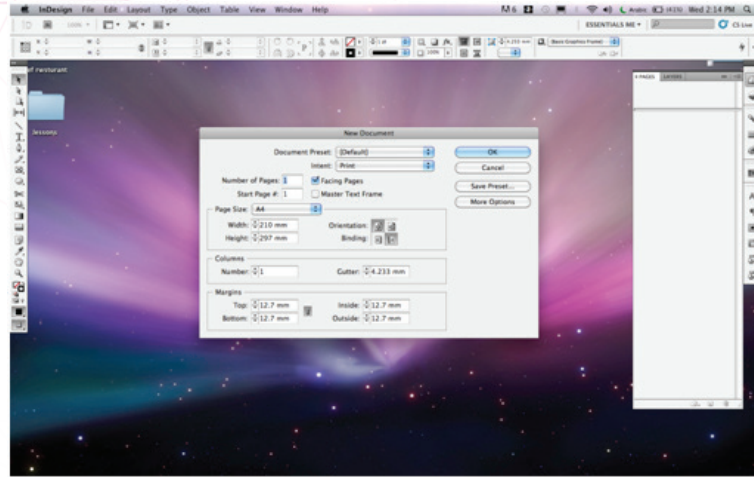 InDesign File Edit Layout Type Object Table View Window Help
Wed 2:14 PM
ESSENTIALS ME
CS Live
lessons
PAGES LAYERS
New Document
Document Preset: [Default]
Intent: Print
Number of Pages: 1 Facing Pages
Start Page #: 1 Master Text Frame
Page Size: A4
Width: 210 mm Orientation:
Height: 297 mm Binding:
Columns
Number: 1 Gutter: 4.233 mm
Margins
Top: 12.7 mm Inside: 12.7 mm
Bottom: 12.7 mm Outside: 12.7 mm
OK
Cancel
Save Preset...
More Options